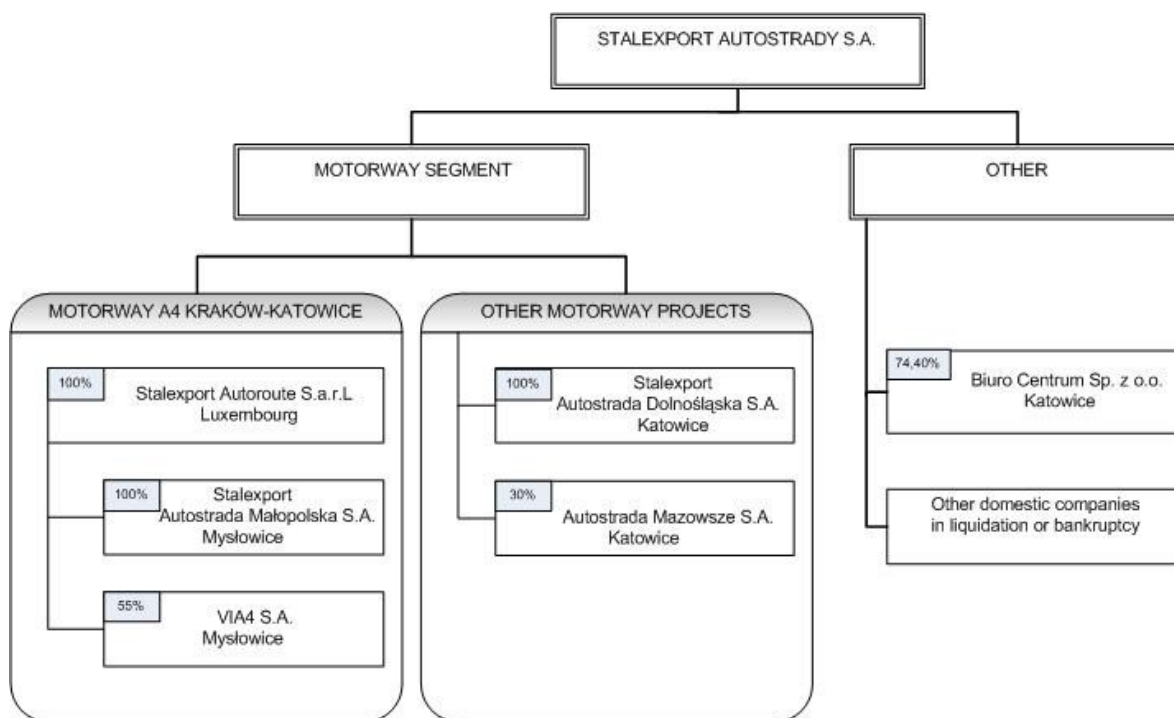 STALEXPORT AUTOSTRADY S.A.
MOTORWAY SEGMENT
OTHER
MOTORWAY A4 KRAKÓW-KATOWICE
100%
Stalexport Autoroute S.a.r.L
Luxembourg
100%
Stalexport
Autostrada Małopolska S.A.
Mysłowice
55%
VIA4 S.A.
Mysłowice
OTHER MOTORWAY PROJECTS
100%
Stalexport
Autostrada Dolnośląska S.A.
Katowice
30%
Autostrada Mazowsze S.A.
Katowice
74,40%
Biuro Centrum Sp. z o.o.
Katowice
Other domestic companies
in liquidation or bankruptcy